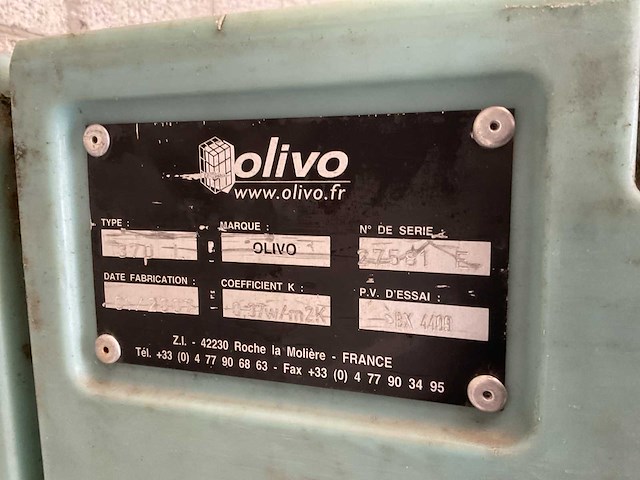 olivo
www.olivo.fr
TYPE : MARQUE : N° DE SERIE
OLIVO
DATE FABRICATION : COEFFICIENT K : P.V. D'ESSAI :
Z.I. - 42230 Roche la Molière - FRANCE
Tél. +33 (0) 4 77 90 68 63 - Fax +33 (0) 4 77 90 34 95